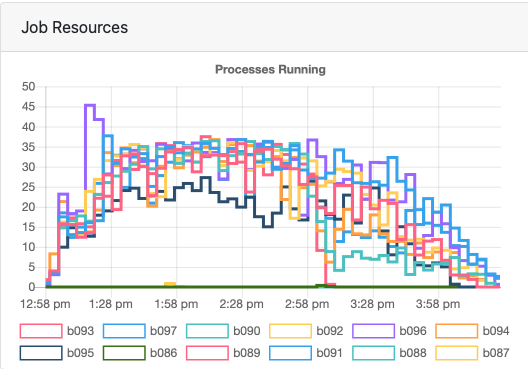 Job Resources
Processes Running
50
45
40
35
30
25
20
15
10
5
0
12:58 pm 1:28 pm 1:58 pm 2:28 pm 2:58 pm 3:28 pm 3:58 pm
b093 b097 b090 b092 b096 b094
b095 b086 b089 b091 b088 b087